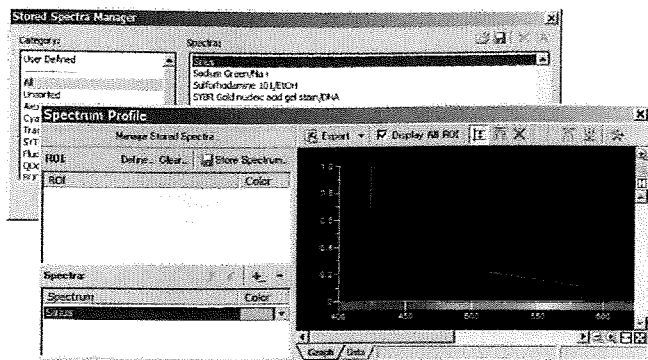 Stored Spectra Manager
Category:
Spectra:
User Defined
Sirius
All
Sodium Green/Na+
Unsorted
Sulforhodamine 101/EtOH
SYBR Gold nucleic acid gel stain/DNA
Spectrum Profile
Manage Stored Spectra
Export
Display All ROI
ROI:
Define...
Clear...
Store Spectrum...
ROI
Color
1.0
0.8
0.6
0.4
0.2
0
400
450
500
550
600
Spectra:
Spectrum
Color
Sirius
Graph
Data